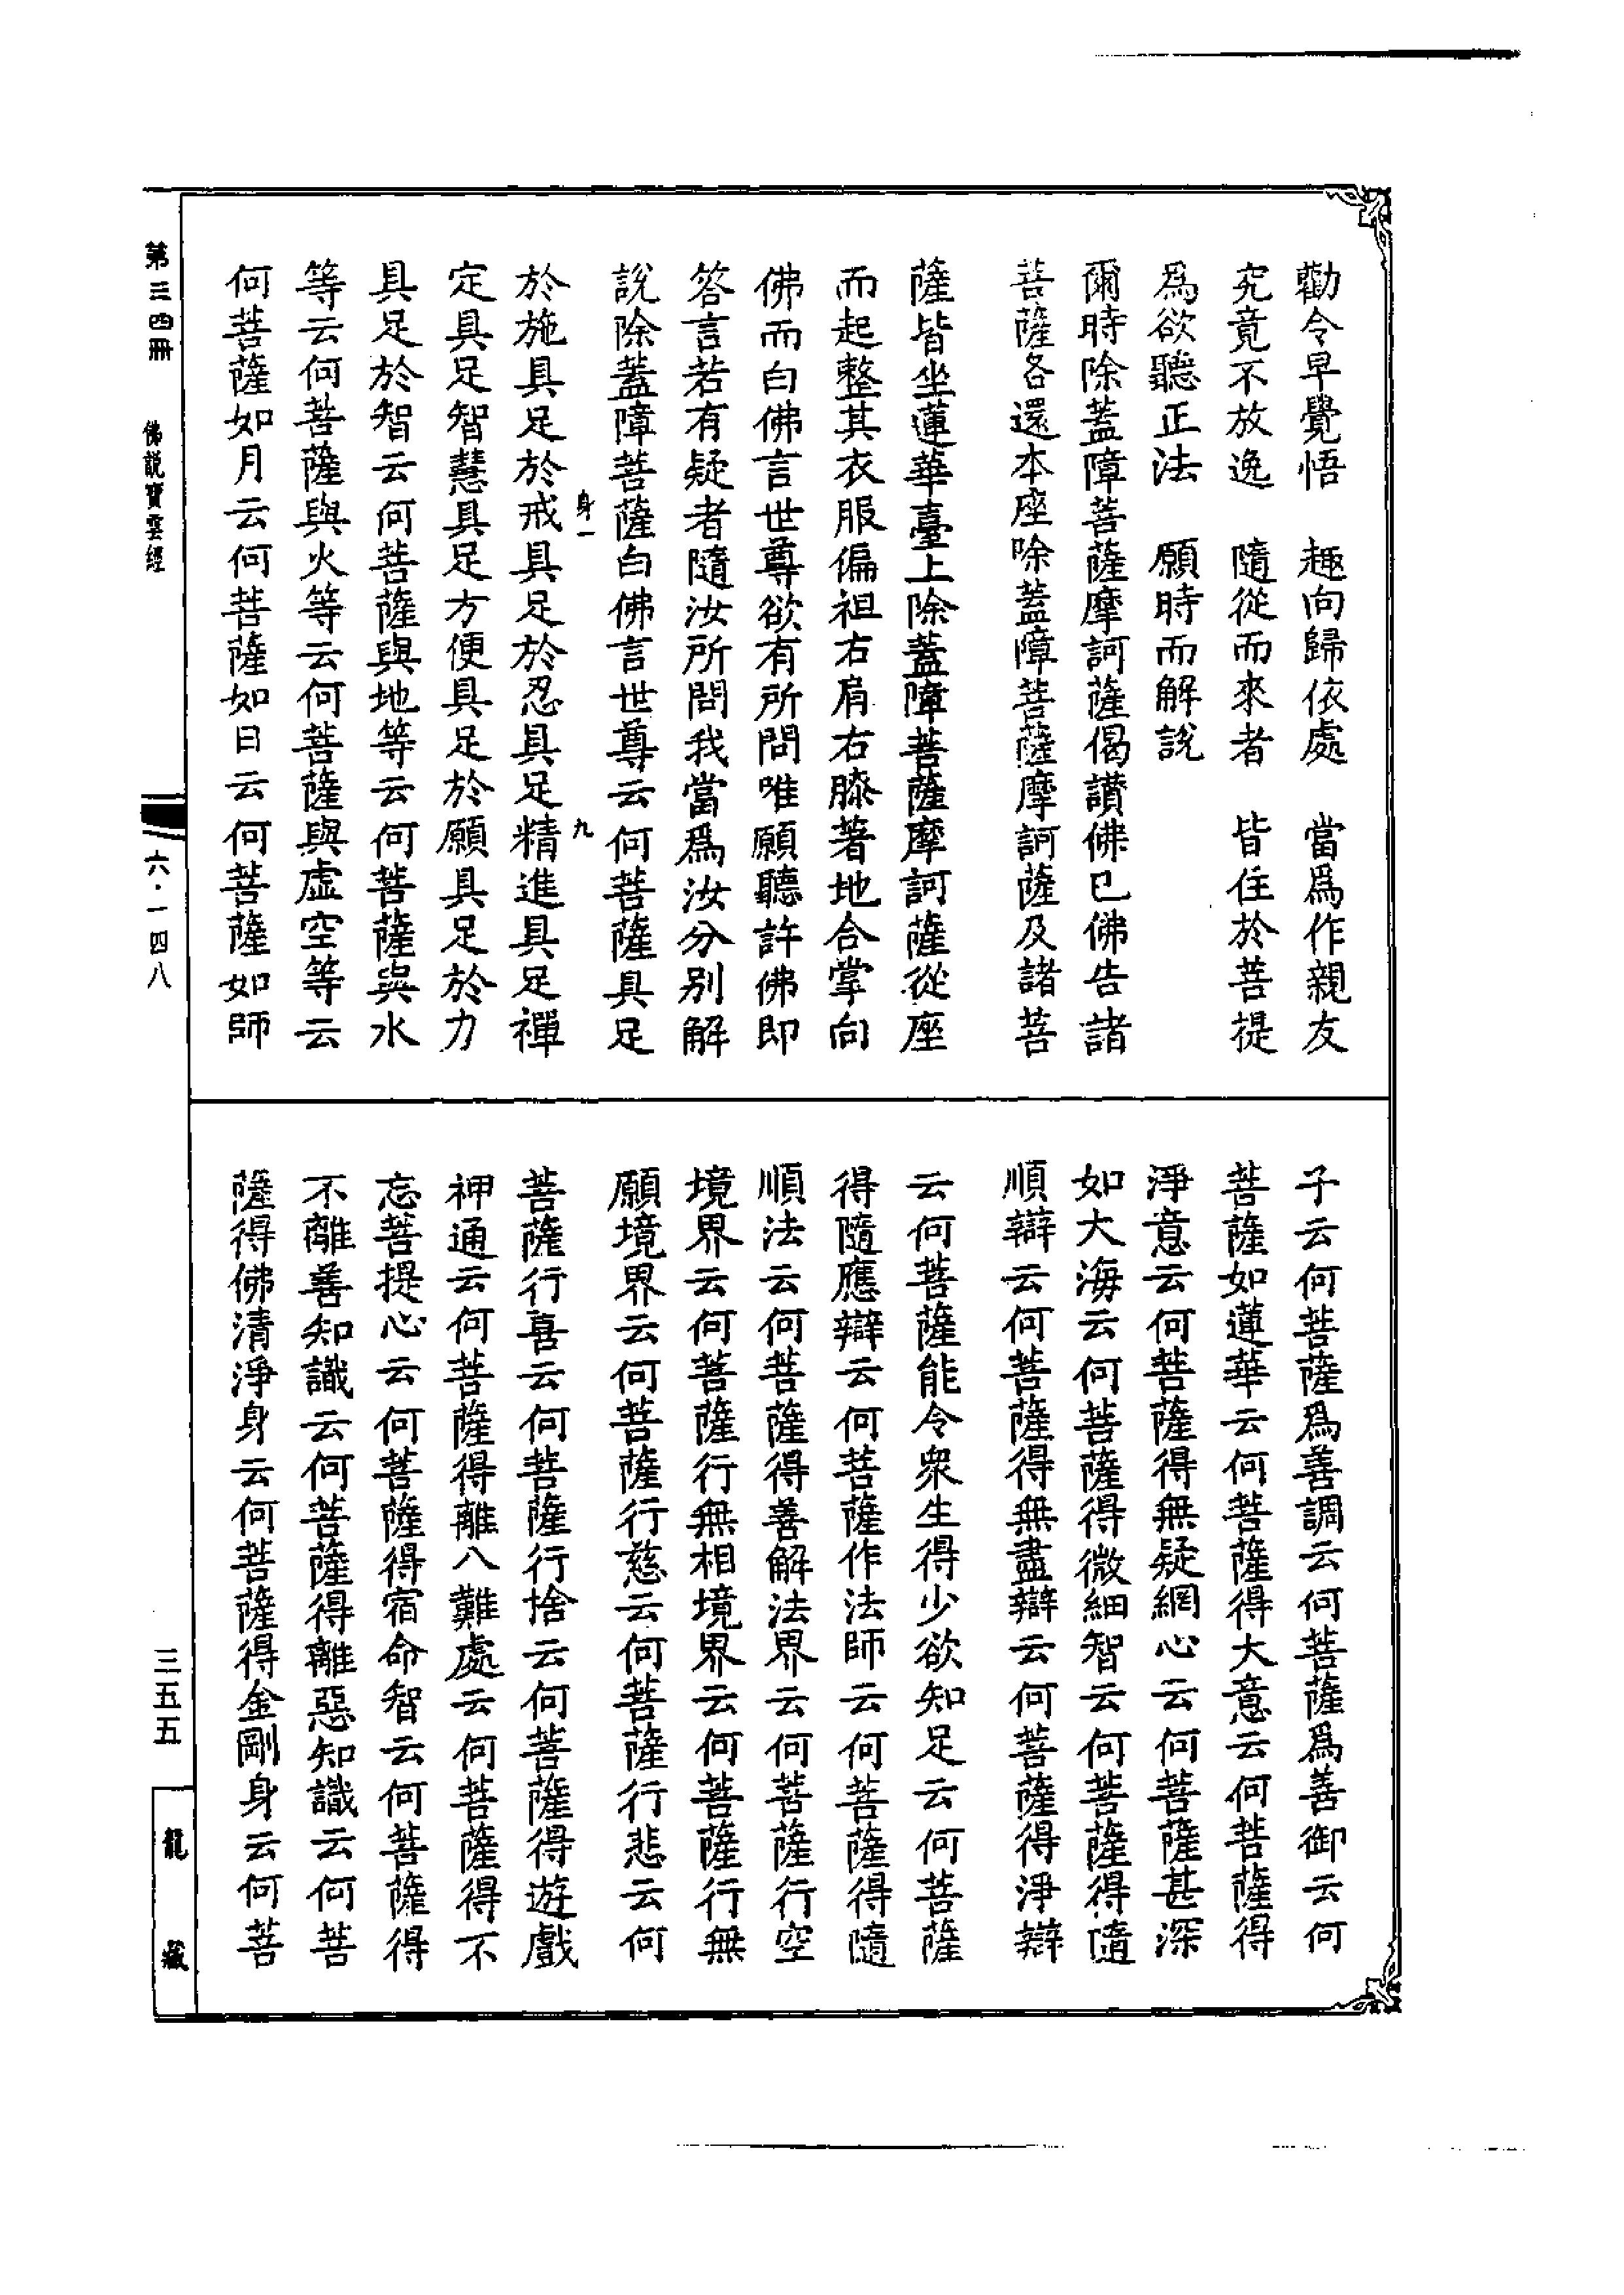 勸令早覺悟　趣向歸依處　當爲作親友
究竟不放逸　隨從而來者　皆住於菩提
爲欲聽正法　願時而解說
爾時除蓋障菩薩摩訶薩偈讚佛已佛告諸
菩薩各還本座除蓋障菩薩摩訶薩及諸菩
薩皆坐蓮華臺上除蓋障菩薩摩訶薩從座
而起整其衣服偏袒右肩右膝著地合掌向
佛而白佛言世尊欲有所問唯願聽許佛即
答言若有疑者隨汝所問我當爲汝分別解
說除蓋障菩薩白佛言世尊云何菩薩具足
身一　九
於施具足於戒具足於忍具足精進具足禪
定具足智慧具足方便具足於願具足於力
具足於智云何菩薩與地等云何菩薩與水
等云何菩薩與火等云何菩薩與虛空等云
何菩薩如月云何菩薩如日云何菩薩如師
子云何菩薩爲善調云何菩薩爲善御云何
菩薩如蓮華云何菩薩得大意云何菩薩得
淨意云何菩薩得無疑網心云何菩薩甚深
如大海云何菩薩得微細智云何菩薩得隨
順辯云何菩薩得無盡辯云何菩薩得淨辯
云何菩薩能令衆生得少欲知足云何菩薩
得隨應辯云何菩薩作法師云何菩薩得隨
順法云何菩薩得善解法界云何菩薩行空
境界云何菩薩行無相境界云何菩薩行無
願境界云何菩薩行慈云何菩薩行悲云何
菩薩行喜云何菩薩行捨云何菩薩得遊戲
神通云何菩薩得離八難處云何菩薩得不
忘菩提心云何菩薩得宿命智云何菩薩得
不離善知識云何菩薩得離惡知識云何菩
薩得佛清淨身云何菩薩得金剛身云何菩
第三四冊　佛說寶雲經
六·一四八
三五五
龍藏